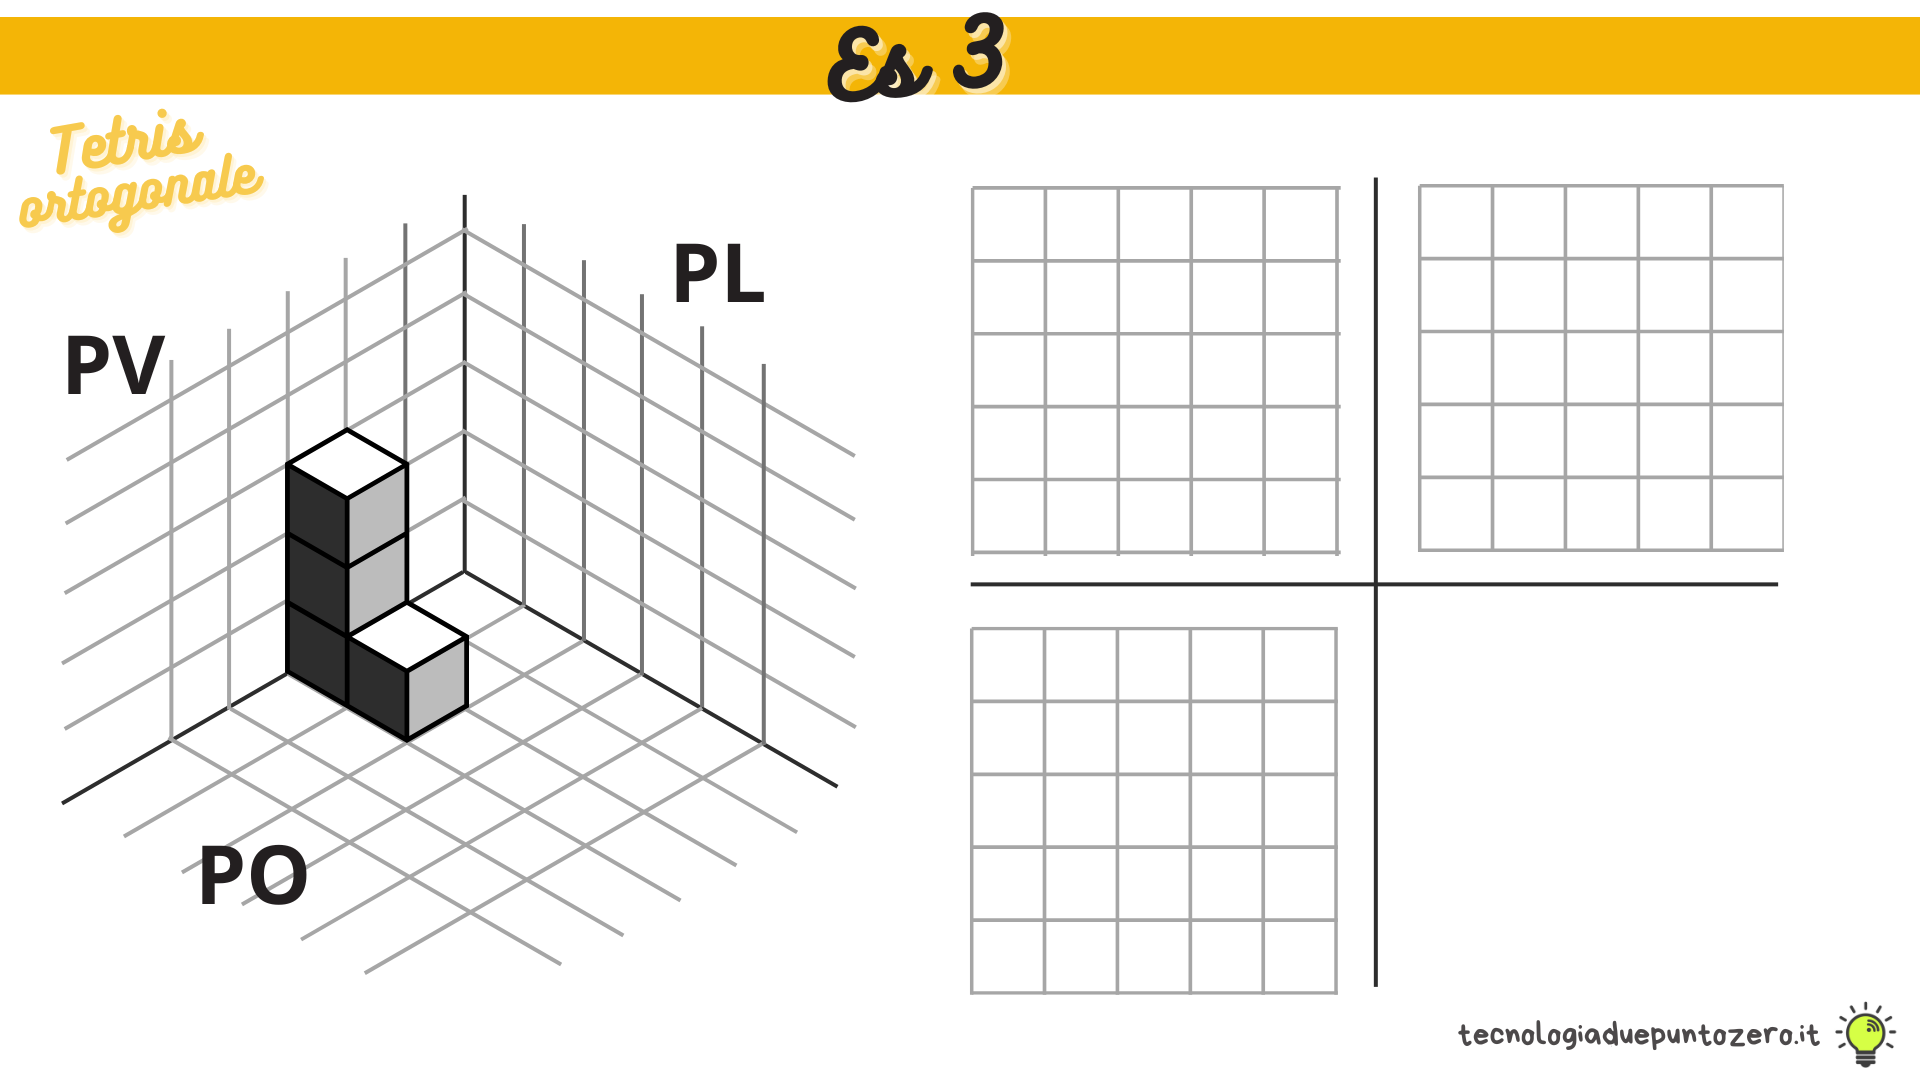 Es 3
Tetris
ortogonale
PL
PV
PO
tecnologiaduepuntozero.it